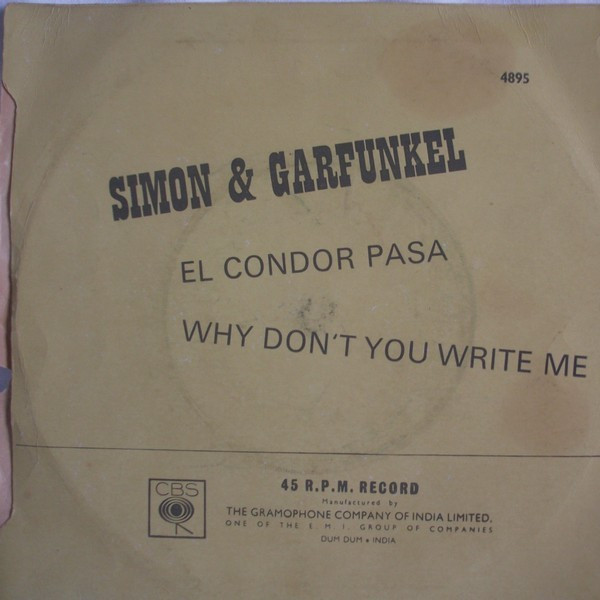 4895
SIMON & GARFUNKEL
EL CONDOR PASA
WHY DON'T YOU WRITE ME
CBS
45 R.P.M. RECORD
Manufactured by
THE GRAMOPHONE COMPANY OF INDIA LIMITED,
ONE OF THE E. M. I. GROUP OF COMPANIES
DUM DUM • INDIA